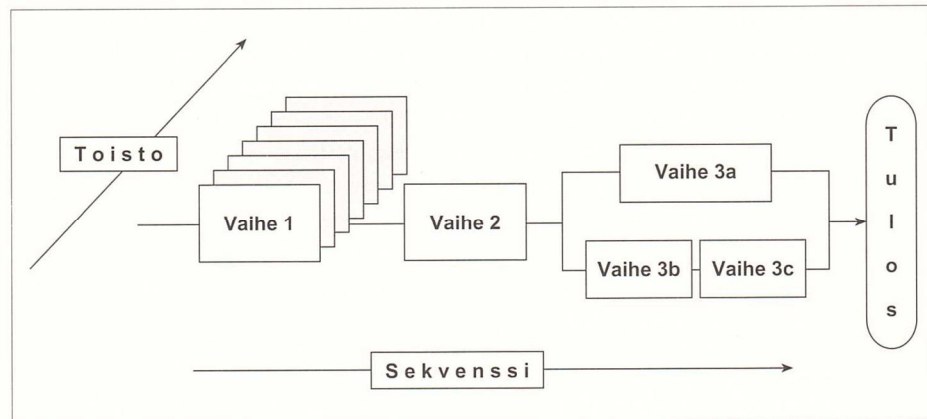 Toisto
Vaihe 1
Vaihe 2
Vaihe 3a
Vaihe 3b
Vaihe 3c
Tulos
Sekvenssi